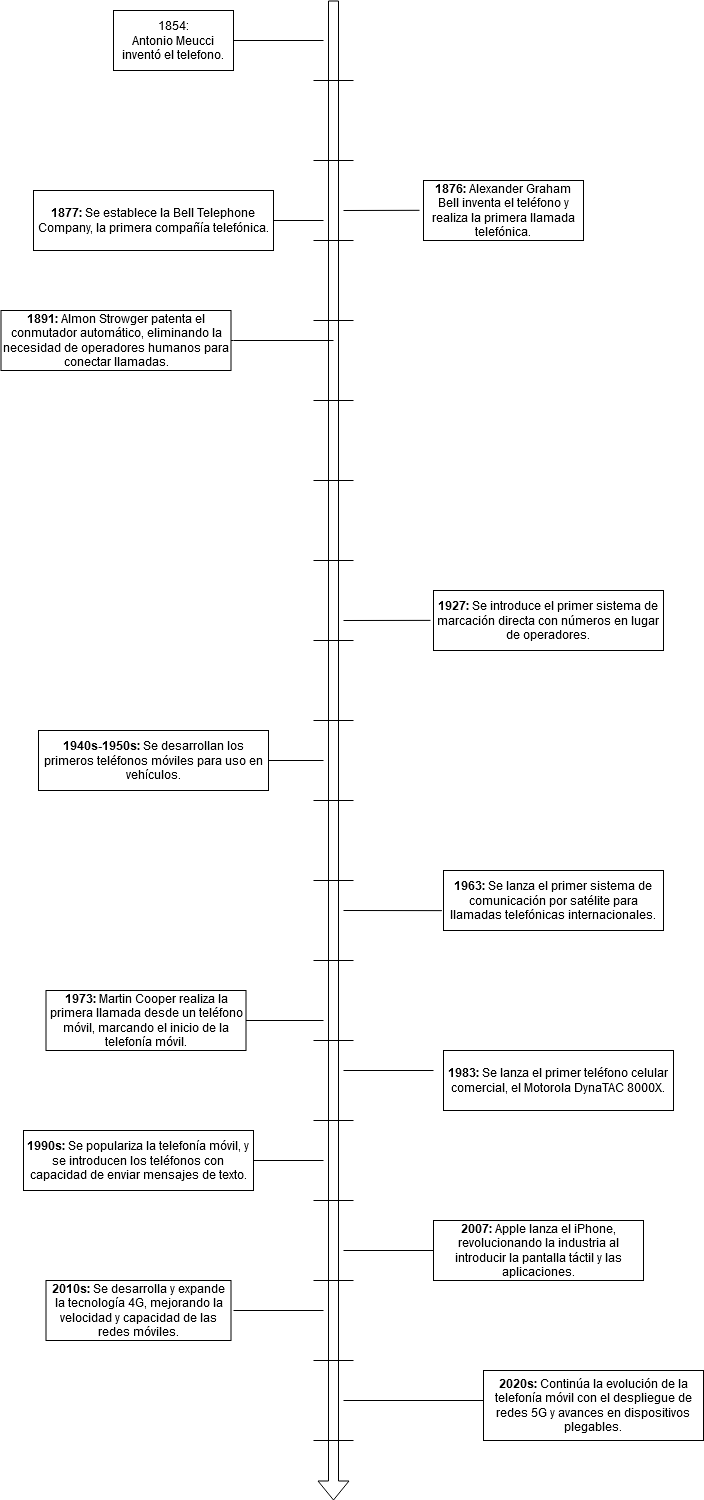 1854:
Antonio Meucci
inventó el telefono.
1876: Alexander Graham
Bell inventa el teléfono y
realiza la primera llamada
telefónica.
1877: Se establece la Bell Telephone
Company, la primera compañía telefónica.
1891: Almon Strowger patenta el
conmutador automático, eliminando la
necesidad de operadores humanos para
conectar llamadas.
1927: Se introduce el primer sistema de
marcación directa con números en lugar
de operadores.
1940s-1950s: Se desarrollan los
primeros teléfonos móviles para uso en
vehículos.
1963: Se lanza el primer sistema de
comunicación por satélite para
llamadas telefónicas internacionales.
1973: Martin Cooper realiza la
primera llamada desde un teléfono
móvil, marcando el inicio de la
telefonía móvil.
1983: Se lanza el primer teléfono celular
comercial, el Motorola DynaTAC 8000X.
1990s: Se populariza la telefonía móvil, y
se introducen los teléfonos con
capacidad de enviar mensajes de texto.
2007: Apple lanza el iPhone,
revolucionando la industria al
introducir la pantalla táctil y las
aplicaciones.
2010s: Se desarrolla y expande
la tecnología 4G, mejorando la
velocidad y capacidad de las
redes móviles.
2020s: Continúa la evolución de la
telefonía móvil con el despliegue de
redes 5G y avances en dispositivos
plegables.